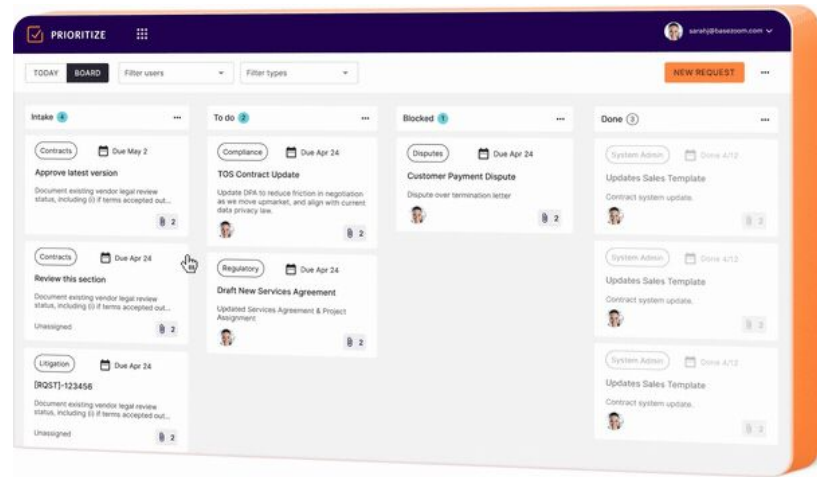 PRIORITIZE
sarahj@basezoom.com
TODAY BOARD Filter users Filter types NEW REQUEST
Intake 4
Contracts Due May 2
Approve latest version
Document existing vendor legal review
status, including (i) if terms accepted out...
2
Contracts Due Apr 24
Review this section
Document existing vendor legal review
status, including (i) if terms accepted out...
Unassigned 2
Litigation Due Apr 24
[RQST]-123456
Document existing vendor legal review
status, including (i) if terms accepted out...
Unassigned 2
To do 2
Compliance Due Apr 24
TOS Contract Update
Update DPA to reduce friction in negotiation
as we move upmarket, and align with current
data privacy law.
2
Regulatory Due Apr 24
Draft New Services Agreement
Updated Services Agreement & Project
Assignment
2
Blocked 1
Disputes Due Apr 24
Customer Payment Dispute
Dispute over termination letter
2
Done 3
System Admin Done 4/12
Updates Sales Template
Contract system update.
2
System Admin Done 4/12
Updates Sales Template
Contract system update.
2
System Admin Done 4/12
Updates Sales Template
Contract system update.
2